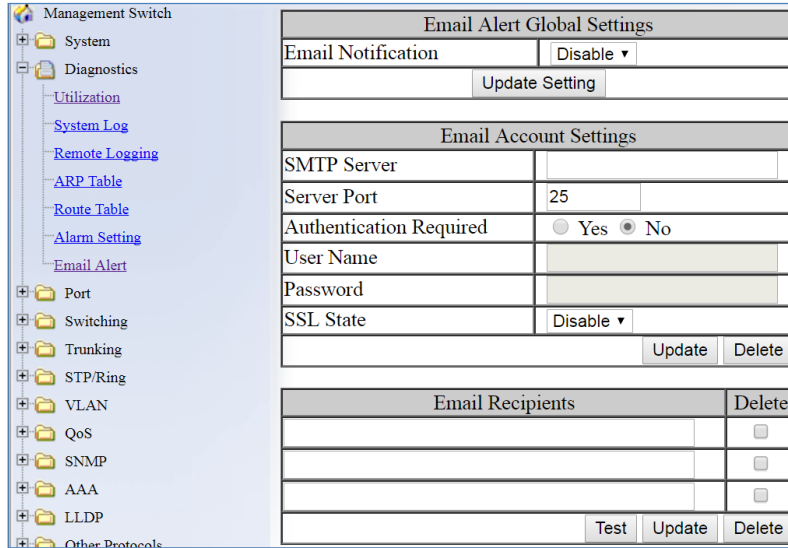 Management Switch
System
Diagnostics
Utilization
System Log
Remote Logging
ARP Table
Route Table
Alarm Setting
Email Alert
Port
Switching
Trunking
STP/Ring
VLAN
QoS
SNMP
AAA
LLDP
Other Protocols
Email Alert Global Settings
Email Notification Disable
Update Setting
Email Account Settings
SMTP Server
Server Port 25
Authentication Required Yes No
User Name
Password
SSL State Disable
Update Delete
Email Recipients Delete
Test Update Delete